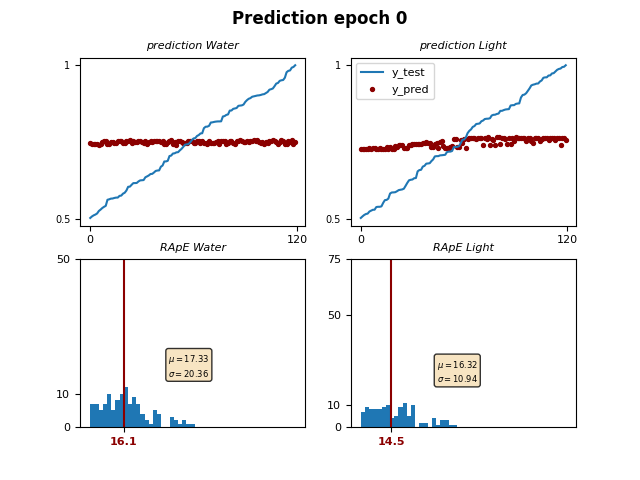 Prediction epoch 0
prediction Water
1
0.5
0
120
prediction Light
y_test
y_pred
1
0.5
0
120
RApE Water
50
10
0
μ = 17.33
σ = 20.36
16.1
RApE Light
75
50
10
0
μ = 16.32
σ = 10.94
14.5